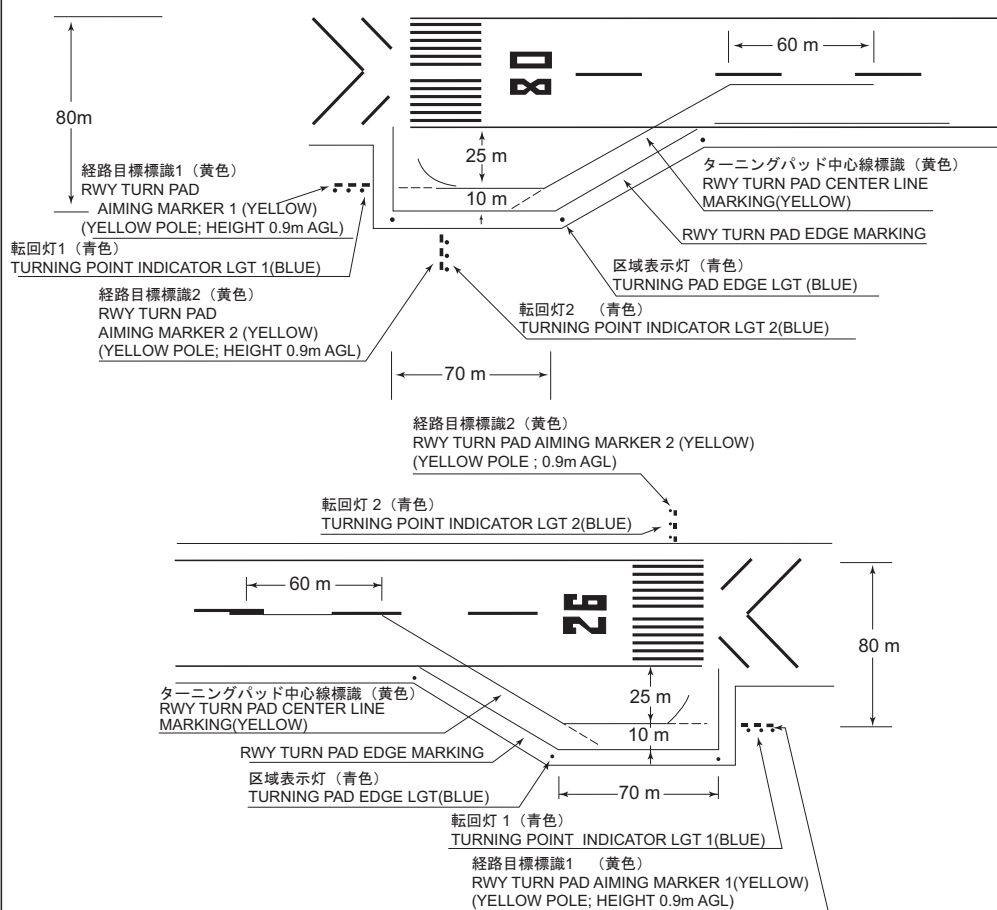 60 m
80
80m
25 m
10 m
経路目標標識1（黄色）
RWY TURN PAD
AIMING MARKER 1 (YELLOW)
(YELLOW POLE; HEIGHT 0.9m AGL)
転回灯1（青色）
TURNING POINT INDICATOR LGT 1(BLUE)
経路目標標識2（黄色）
RWY TURN PAD
AIMING MARKER 2 (YELLOW)
(YELLOW POLE; HEIGHT 0.9m AGL)
ターニングパッド中心線標識（黄色）
RWY TURN PAD CENTER LINE
MARKING(YELLOW)
RWY TURN PAD EDGE MARKING
区域表示灯（青色）
TURNING PAD EDGE LGT (BLUE)
転回灯2　（青色）
TURNING POINT INDICATOR LGT 2(BLUE)
70 m
経路目標標識2（黄色）
RWY TURN PAD AIMING MARKER 2 (YELLOW)
(YELLOW POLE ; 0.9m AGL)
転回灯 2（青色）
TURNING POINT INDICATOR LGT 2(BLUE)
60 m
26
80 m
25 m
10 m
ターニングパッド中心線標識（黄色）
RWY TURN PAD CENTER LINE
MARKING(YELLOW)
RWY TURN PAD EDGE MARKING
区域表示灯（青色）
TURNING PAD EDGE LGT(BLUE)
70 m
転回灯 1（青色）
TURNING POINT INDICATOR LGT 1(BLUE)
経路目標標識1　（黄色）
RWY TURN PAD AIMING MARKER 1(YELLOW)
(YELLOW POLE; HEIGHT 0.9m AGL)